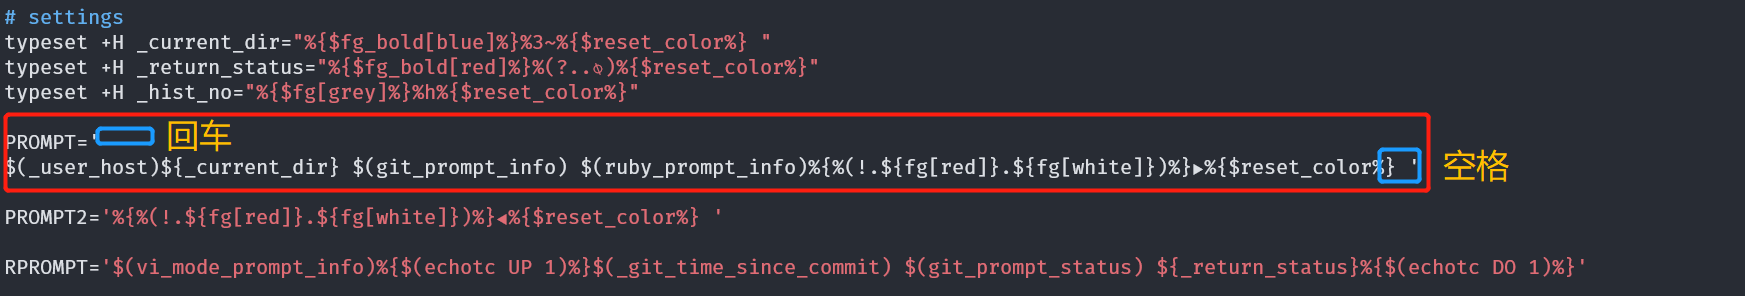 # settings
typeset +H _current_dir="%{$fg_bold[blue]%}%3~%{$reset_color%} "
typeset +H _return_status="%{$fg_bold[red]%}%(?..⍉)%{$reset_color%}"
typeset +H _hist_no="%{$fg[grey]%}%h%{$reset_color%}"
PROMPT=' 回车
$(_user_host)${_current_dir} $(git_prompt_info) $(ruby_prompt_info)%{%(!.${fg[red]}.${fg[white]})%}▶%{$reset_color%} ' 空格
PROMPT2='%{%(!.${fg[red]}.${fg[white]})%}◀%{$reset_color%} '
RPROMPT='$(vi_mode_prompt_info)%{$(echotc UP 1)%}$(_git_time_since_commit) $(git_prompt_status) ${_return_status}%{$(echotc DO 1)%}'